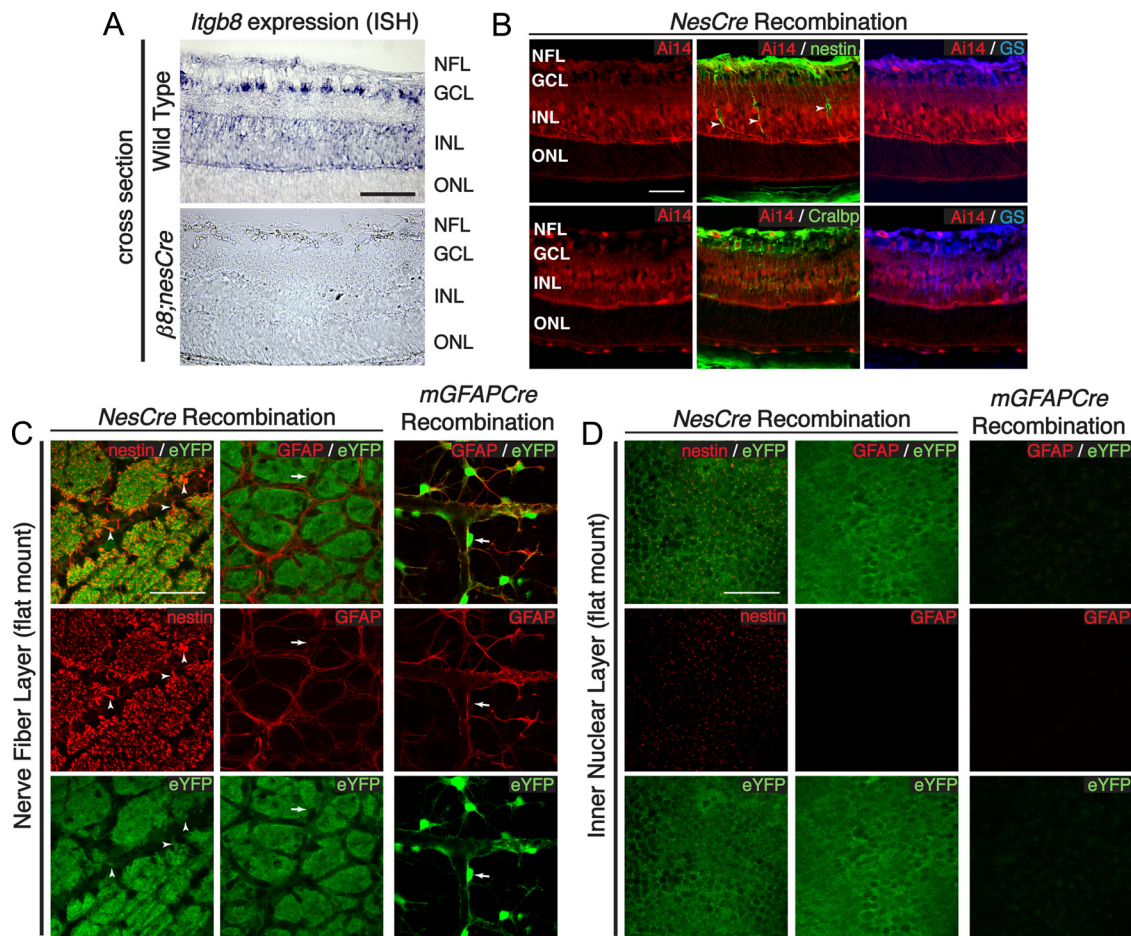 A
Itgb8 expression (ISH)
cross section
Wild Type
NFL
GCL
INL
ONL
β8;nesCre
NFL
GCL
INL
ONL
B
NesCre Recombination
NFL
GCL
INL
ONL
Ai14
Ai14 / nestin
Ai14 / GS
NFL
GCL
INL
ONL
Ai14
Ai14 / Cralbp
Ai14 / GS
C
NesCre Recombination
mGFAPCre
Recombination
Nerve Fiber Layer (flat mount)
nestin / eYFP
GFAP / eYFP
GFAP / eYFP
nestin
GFAP
GFAP
eYFP
eYFP
eYFP
D
NesCre Recombination
mGFAPCre
Recombination
Inner Nuclear Layer (flat mount)
nestin / eYFP
GFAP / eYFP
GFAP / eYFP
nestin
GFAP
GFAP
eYFP
eYFP
eYFP